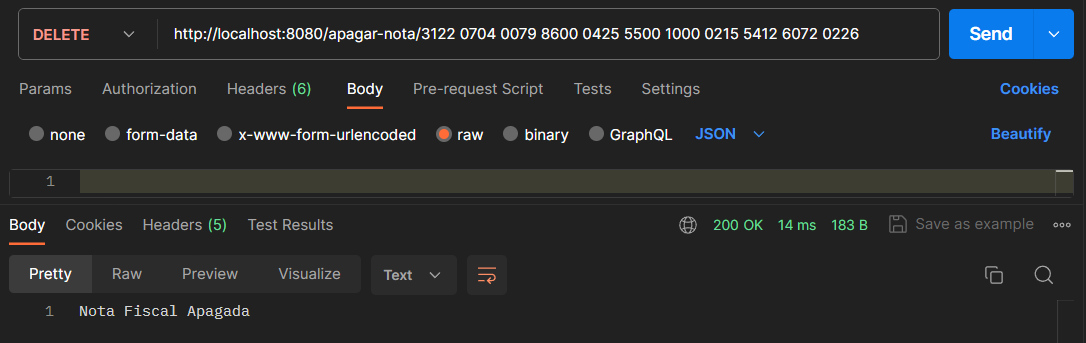 DELETE http://localhost:8080/apagar-nota/3122 0704 0079 8600 0425 5500 1000 0215 5412 6072 0226 Send
Params Authorization Headers (6) Body Pre-request Script Tests Settings Cookies
none form-data x-www-form-urlencoded raw binary GraphQL JSON Beautify
1
Body Cookies Headers (5) Test Results 200 OK 14 ms 183 B Save as example
Pretty Raw Preview Visualize Text
1 Nota Fiscal Apagada